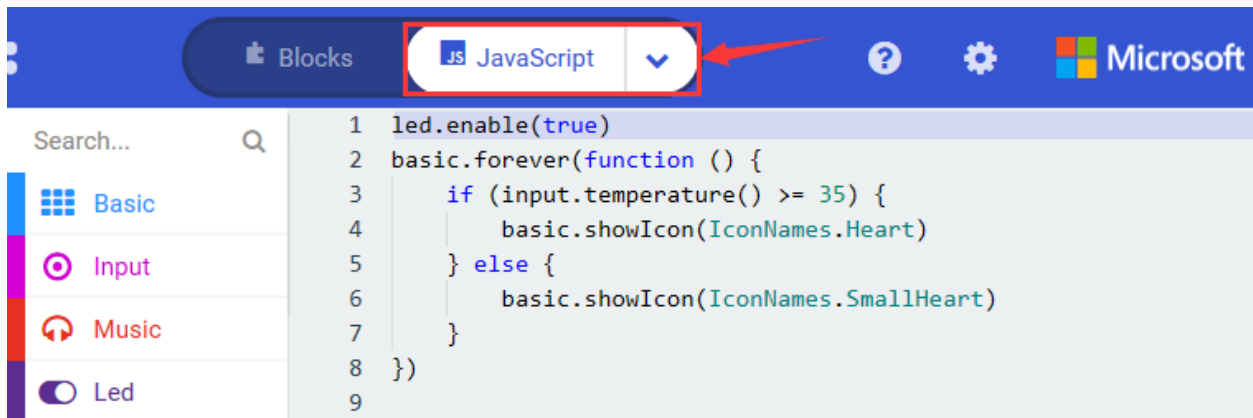 Blocks
JS JavaScript
Microsoft
Search...
Basic
Input
Music
Led
1 led.enable(true)
2 basic.forever(function () {
3     if (input.temperature() >= 35) {
4         basic.showIcon(IconNames.Heart)
5     } else {
6         basic.showIcon(IconNames.SmallHeart)
7     }
8 })
9